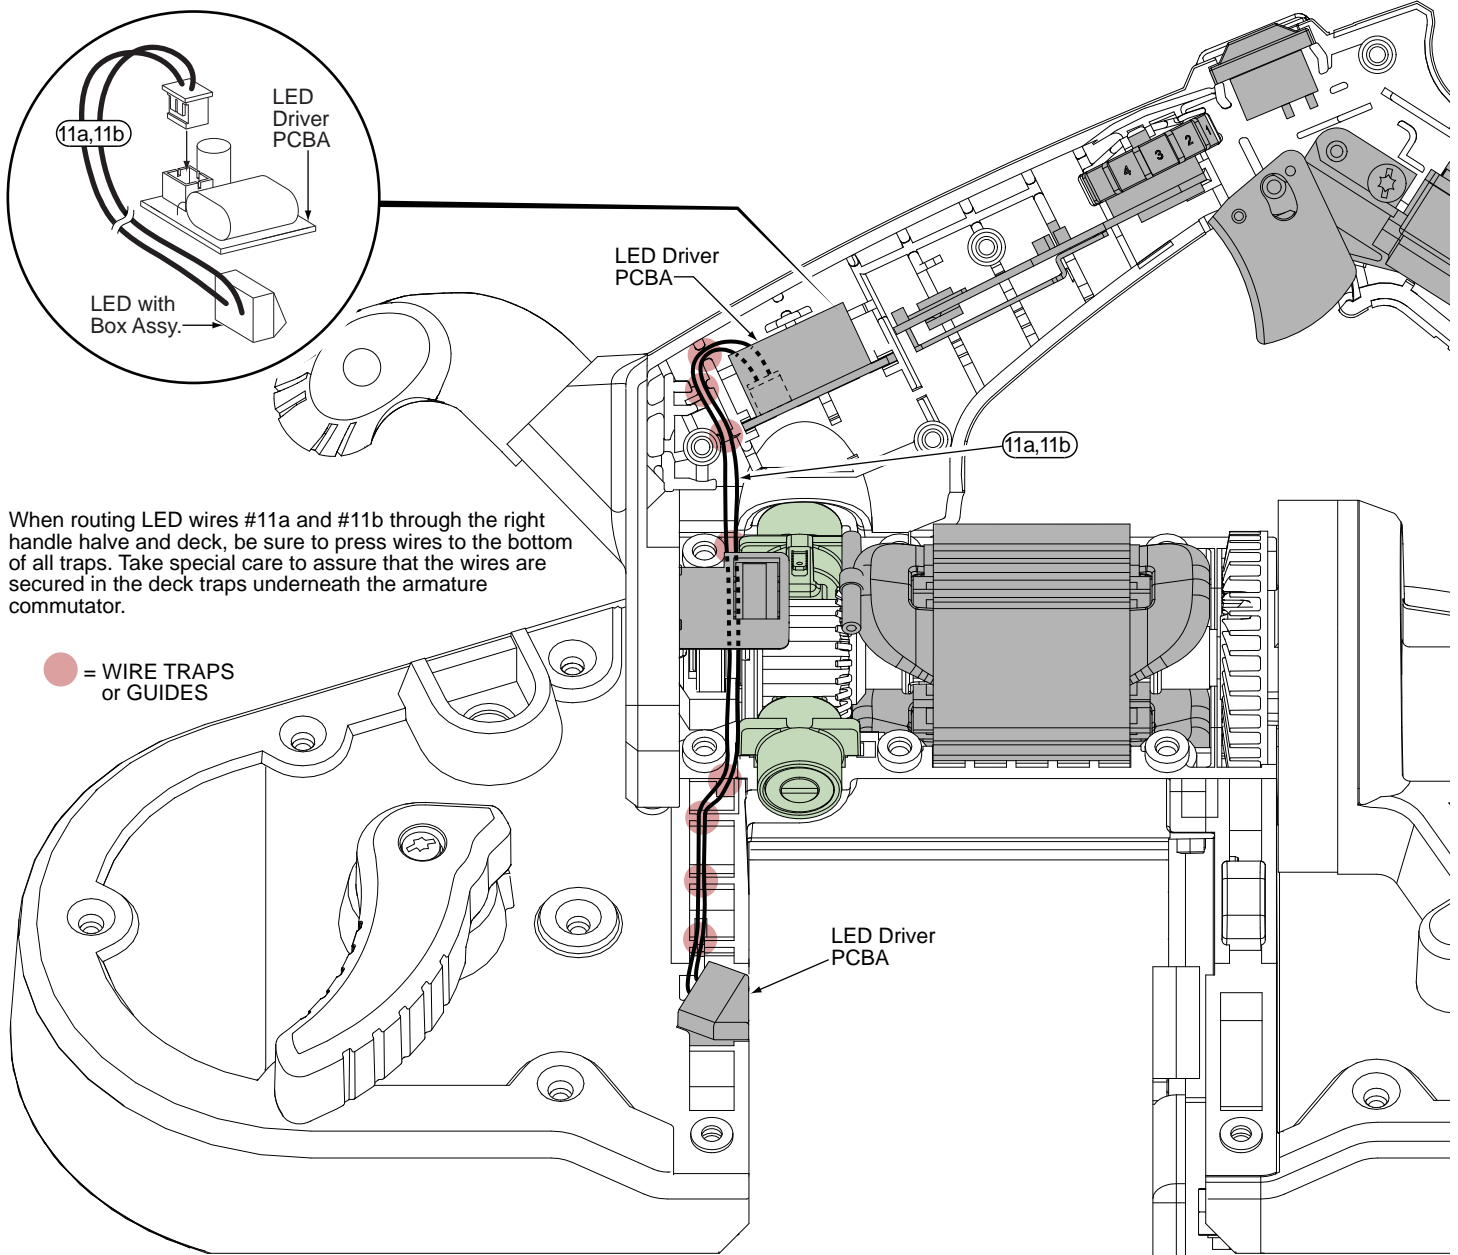 LED
Driver
PCBA
11a,11b
LED with
Box Assy.
1
2
3
4
LED Driver
PCBA
11a,11b
When routing LED wires #11a and #11b through the right
handle halve and deck, be sure to press wires to the bottom
of all traps. Take special care to assure that the wires are
secured in the deck traps underneath the armature
commutator.
= WIRE TRAPS
or GUIDES
LED Driver
PCBA